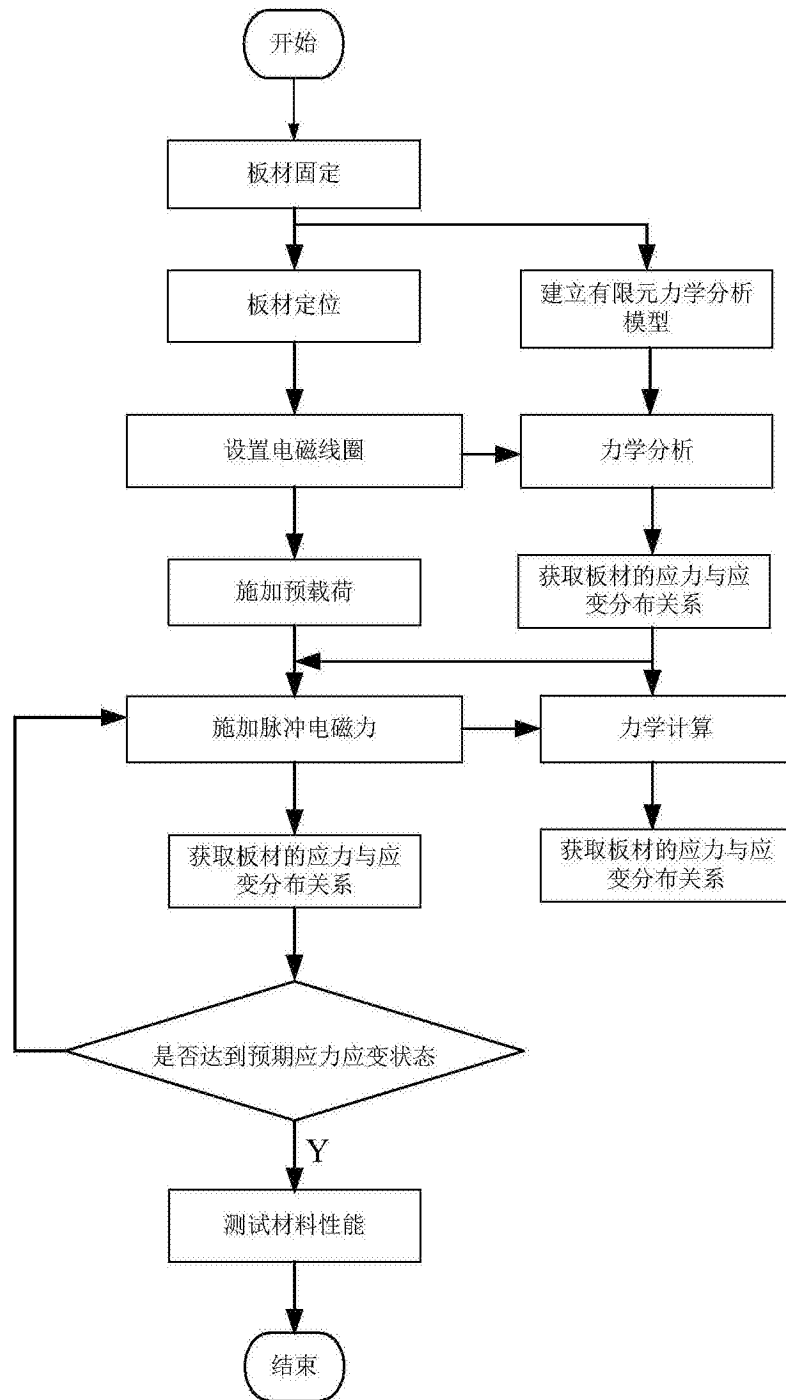 开始
板材固定
板材定位
建立有限元力学分析
模型
设置电磁线圈
力学分析
施加预载荷
获取板材的应力与应
变分布关系
施加脉冲电磁力
力学计算
获取板材的应力与应
变分布关系
获取板材的应力与应
变分布关系
是否达到预期应力应变状态
Y
测试材料性能
结束